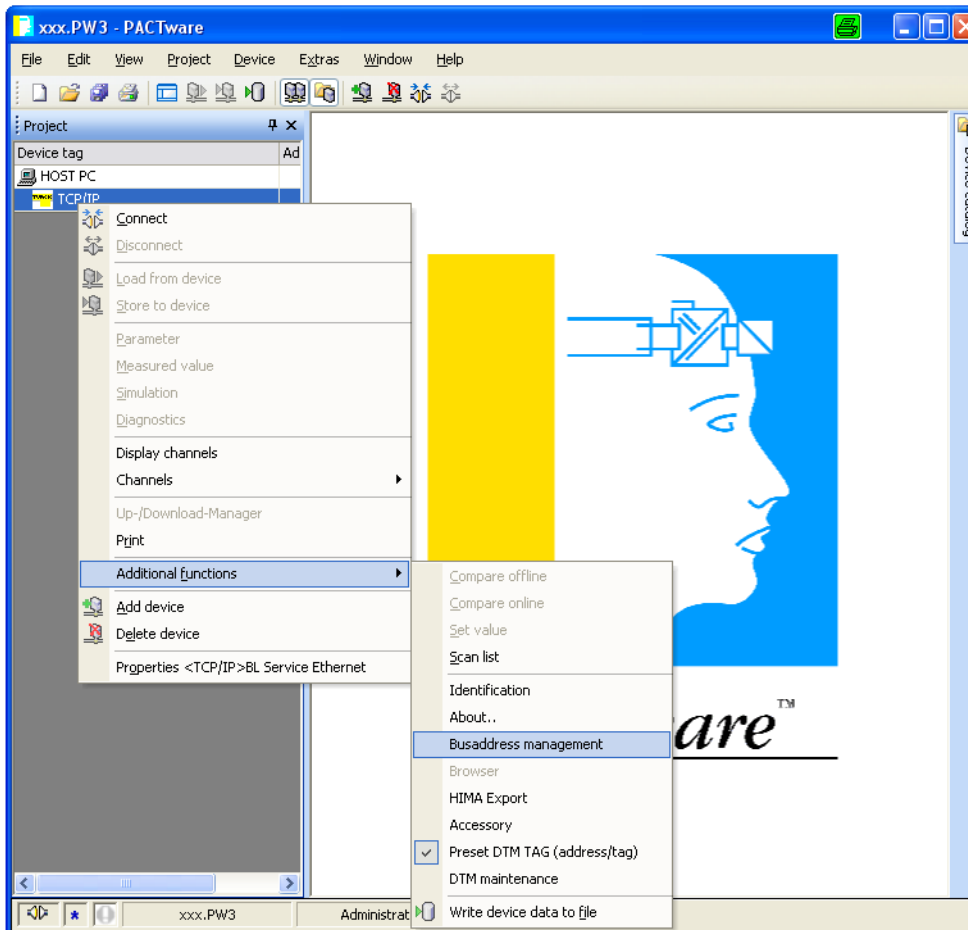 xxx.PW3 - PACTware
File Edit View Project Device Extras Window Help
Project
Device tag Ad
HOST PC
TURCK TCP/IP
Connect
Disconnect
Load from device
Store to device
Parameter
Measured value
Simulation
Diagnostics
Display channels
Channels
Up-/Download-Manager
Print
Additional functions
Add device
Delete device
Properties <TCP/IP>BL Service Ethernet
Compare offline
Compare online
Set value
Scan list
Identification
About..
Busaddress management
Browser
HIMA Export
Accessory
Preset DTM TAG (address/tag)
DTM maintenance
Write device data to file
are™
xxx.PW3 Administrat